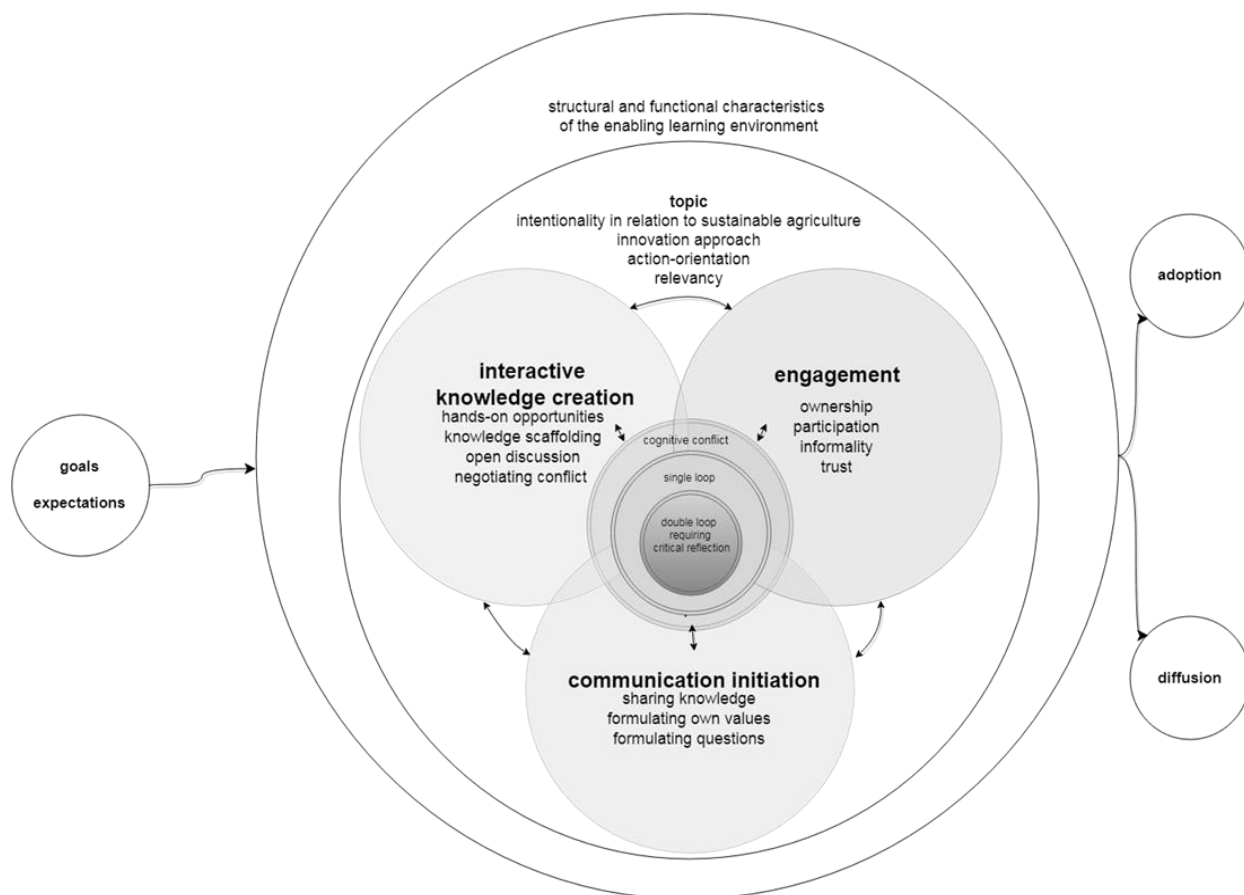 structural and functional characteristics
of the enabling learning environment
topic
intentionality in relation to sustainable agriculture
innovation approach
action-orientation
relevancy
goals
expectations
interactive
knowledge creation
hands-on opportunities
knowledge scaffolding
open discussion
negotiating conflict
engagement
ownership
participation
informality
trust
cognitive conflict
single loop
double loop
requiring
critical reflection
communication initiation
sharing knowledge
formulating own values
formulating questions
adoption
diffusion